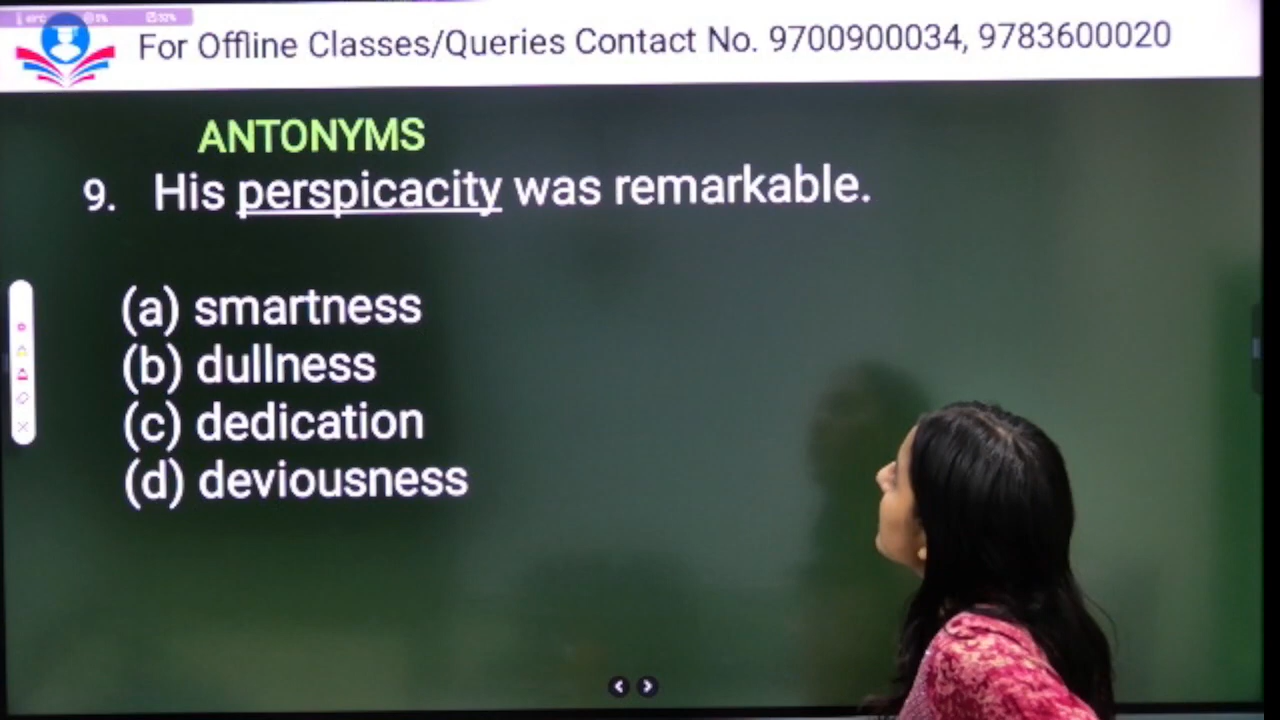 For Offline Classes/Queries Contact No. 9700900034, 9783600020
ANTONYMS
9. His perspicacity was remarkable.
(a) smartness
(b) dullness
(c) dedication
(d) deviousness